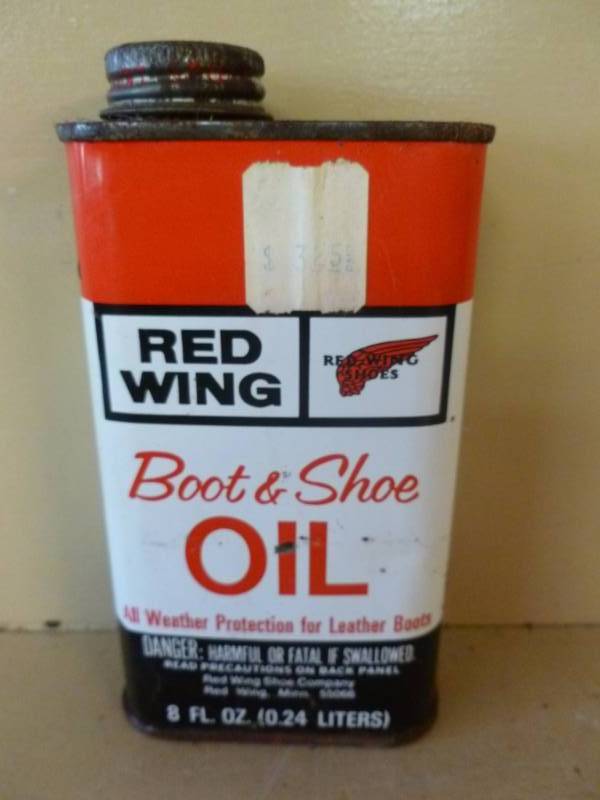 $ 3.25
RED
WING
RED WING
SHOES
Boot & Shoe
OIL
All Weather Protection for Leather Boots
DANGER: HARMFUL OR FATAL IF SWALLOWED.
READ PRECAUTIONS ON BACK PANEL
Red Wing Shoe Company
Red Wing, Minn. 55066
8 FL. OZ. (0.24 LITERS)